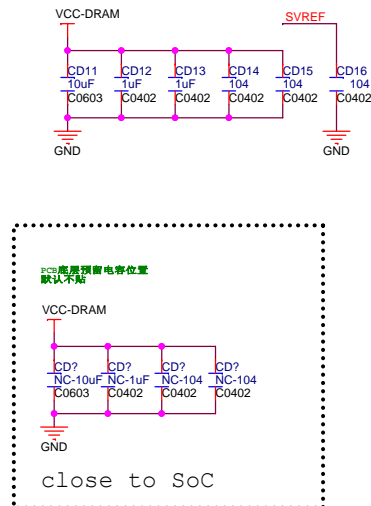 VCC-DRAM
SVREF
CD11 CD12 CD13 CD14 CD15 CD16
10uF 1uF 1uF 104 104 104
C0603 C0402 C0402 C0402 C0402 C0402
GND GND
PCB底层预留电容位置
默认不贴
VCC-DRAM
CD? CD? CD? CD?
NC-10uF NC-1uF NC-104 NC-104
C0603 C0402 C0402 C0402
GND
close to SoC